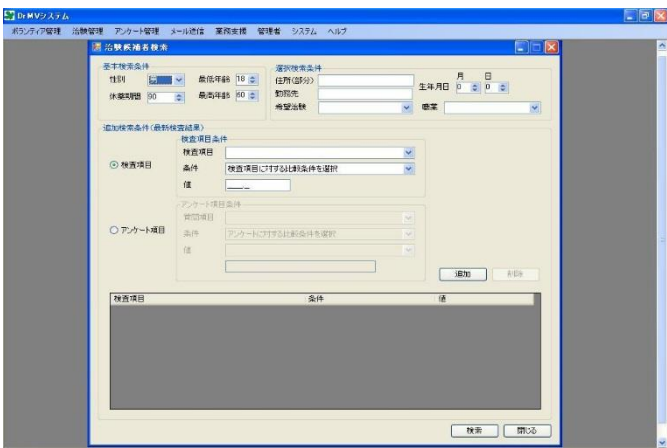 DrMVシステム
ボランティア管理 治験管理 アンケート管理 メール送信 業務支援 管理者 システム ヘルプ
治験候補者検索
基本検索条件
性別 男 最低年齢 18
休薬期間 90 最高年齢 60
選択検索条件
住所(部分)
勤務先
希望治験
生年月日 月 0 日 0
職業
追加検索条件(最新検査結果)
検査項目条件
検査項目
検査項目
条件 検査項目に対する比較条件を選択
値
アンケート項目条件
アンケート項目
質問項目
条件 アンケートに対する比較条件を選択
値
追加 削除
検査項目 条件 値
検索 閉じる